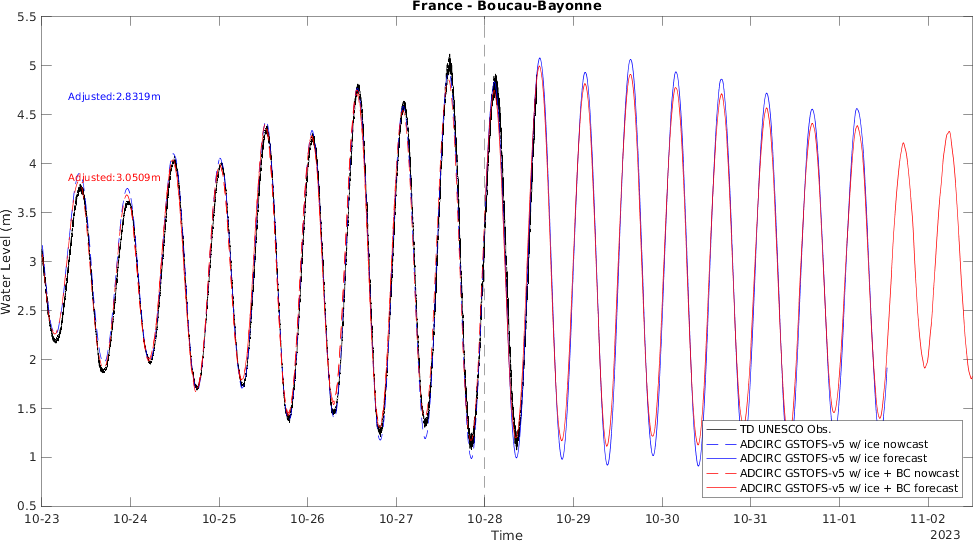 France - Boucau-Bayonne
5.5
5
4.5
4
3.5
3
2.5
2
1.5
1
0.5
Water Level (m)
Adjusted:2.8319m
Adjusted:3.0509m
TD UNESCO Obs.
ADCIRC GSTOFS-v5 w/ ice nowcast
ADCIRC GSTOFS-v5 w/ ice forecast
ADCIRC GSTOFS-v5 w/ ice + BC nowcast
ADCIRC GSTOFS-v5 w/ ice + BC forecast
10-23 10-24 10-25 10-26 10-27 10-28 10-29 10-30 10-31 11-01 11-02
2023
Time